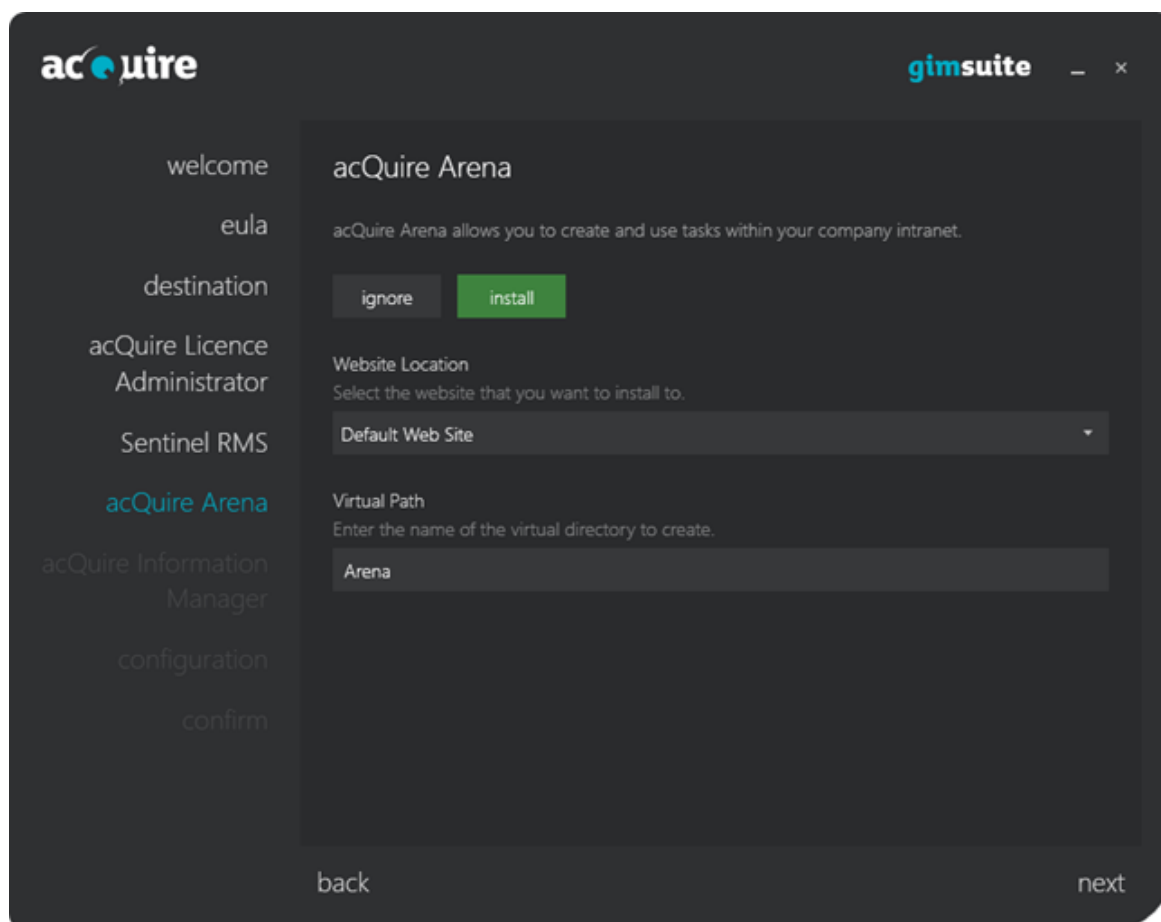 acQuire
gimsuite
welcome
eula
destination
acQuire Licence
Administrator
Sentinel RMS
acQuire Arena
acQuire Information
Manager
configuration
confirm
acQuire Arena
acQuire Arena allows you to create and use tasks within your company intranet.
ignore install
Website Location
Select the website that you want to install to.
Default Web Site
Virtual Path
Enter the name of the virtual directory to create.
Arena
back next